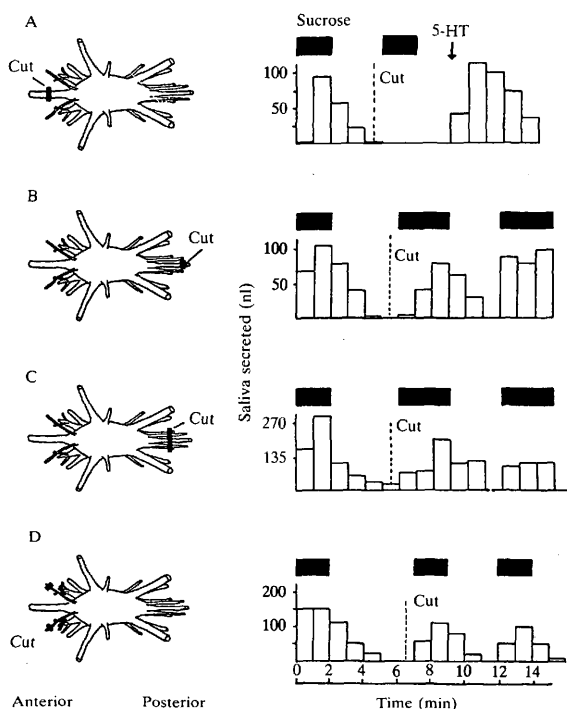 A
Cut
Sucrose
5-HT
100
50
Cut
B
Cut
100
50
Cut
C
Cut
270
135
Cut
D
Cut
200
100
Cut
Saliva secreted (nl)
0 2 4 6 8 10 12 14
Anterior Posterior Time (min)